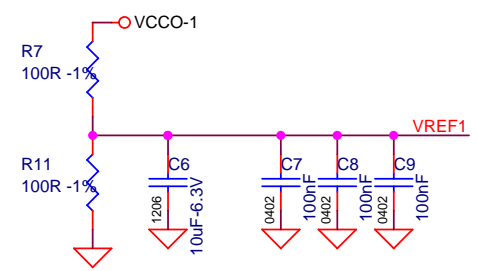 VCCO-1
R7
100R -1%
VREF1
R11
100R -1%
C6
1206
10uF-6.3V
C7
0402
100nF
C8
0402
100nF
C9
0402
100nF